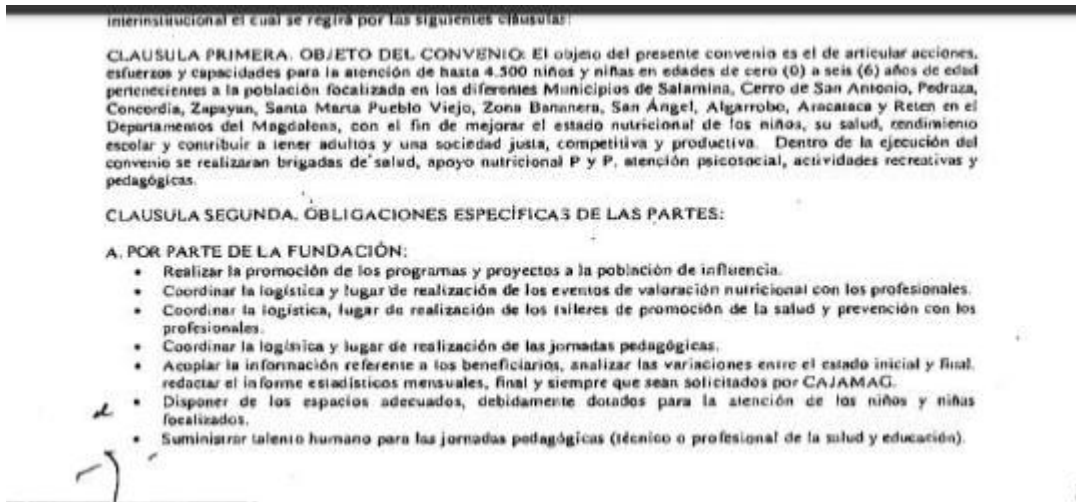 interinstitucional el cual se regirá por las siguientes cláusulas:
CLAUSULA PRIMERA. OBJETO DEL CONVENIO: El objeto del presente convenio es el de articular acciones,
esfuerzos y capacidades para la atención de hasta 4.500 niños y niñas en edades de cero (0) a seis (6) años de edad
pertenecientes a la población focalizada en los diferentes Municipios de Salamina, Cerro de San Antonio, Pedraza,
Concordia, Zapayan, Santa Marta Pueblo Viejo, Zona Bananera, San Ángel, Algarrobo, Aracataca y Reten en el
Departamentos del Magdalena, con el fin de mejorar el estado nutricional de los niños, su salud, rendimiento
escolar y contribuir a tener adultos y una sociedad justa, competitiva y productiva. Dentro de la ejecución del
convenio se realizaran brigadas de salud, apoyo nutricional P y P, atención psicosocial, actividades recreativas y
pedagógicas.
CLAUSULA SEGUNDA. OBLIGACIONES ESPECÍFICAS DE LAS PARTES:
A. POR PARTE DE LA FUNDACIÓN:
• Realizar la promoción de los programas y proyectos a la población de influencia.
• Coordinar la logística y lugar de realización de los eventos de valoración nutricional con los profesionales.
• Coordinar la logística, lugar de realización de los talleres de promoción de la salud y prevención con los
profesionales.
• Coordinar la logística y lugar de realización de las jornadas pedagógicas.
• Acoplar la información referente a los beneficiarios, analizar las variaciones entre el estado inicial y final,
redactar el informe estadísticos mensuales, final y siempre que sean solicitados por CAJAMAG.
• Disponer de los espacios adecuados, debidamente dotados para la atención de los niños y niñas
focalizados.
• Suministrar talento humano para las jornadas pedagógicas (técnico o profesional de la salud y educación).